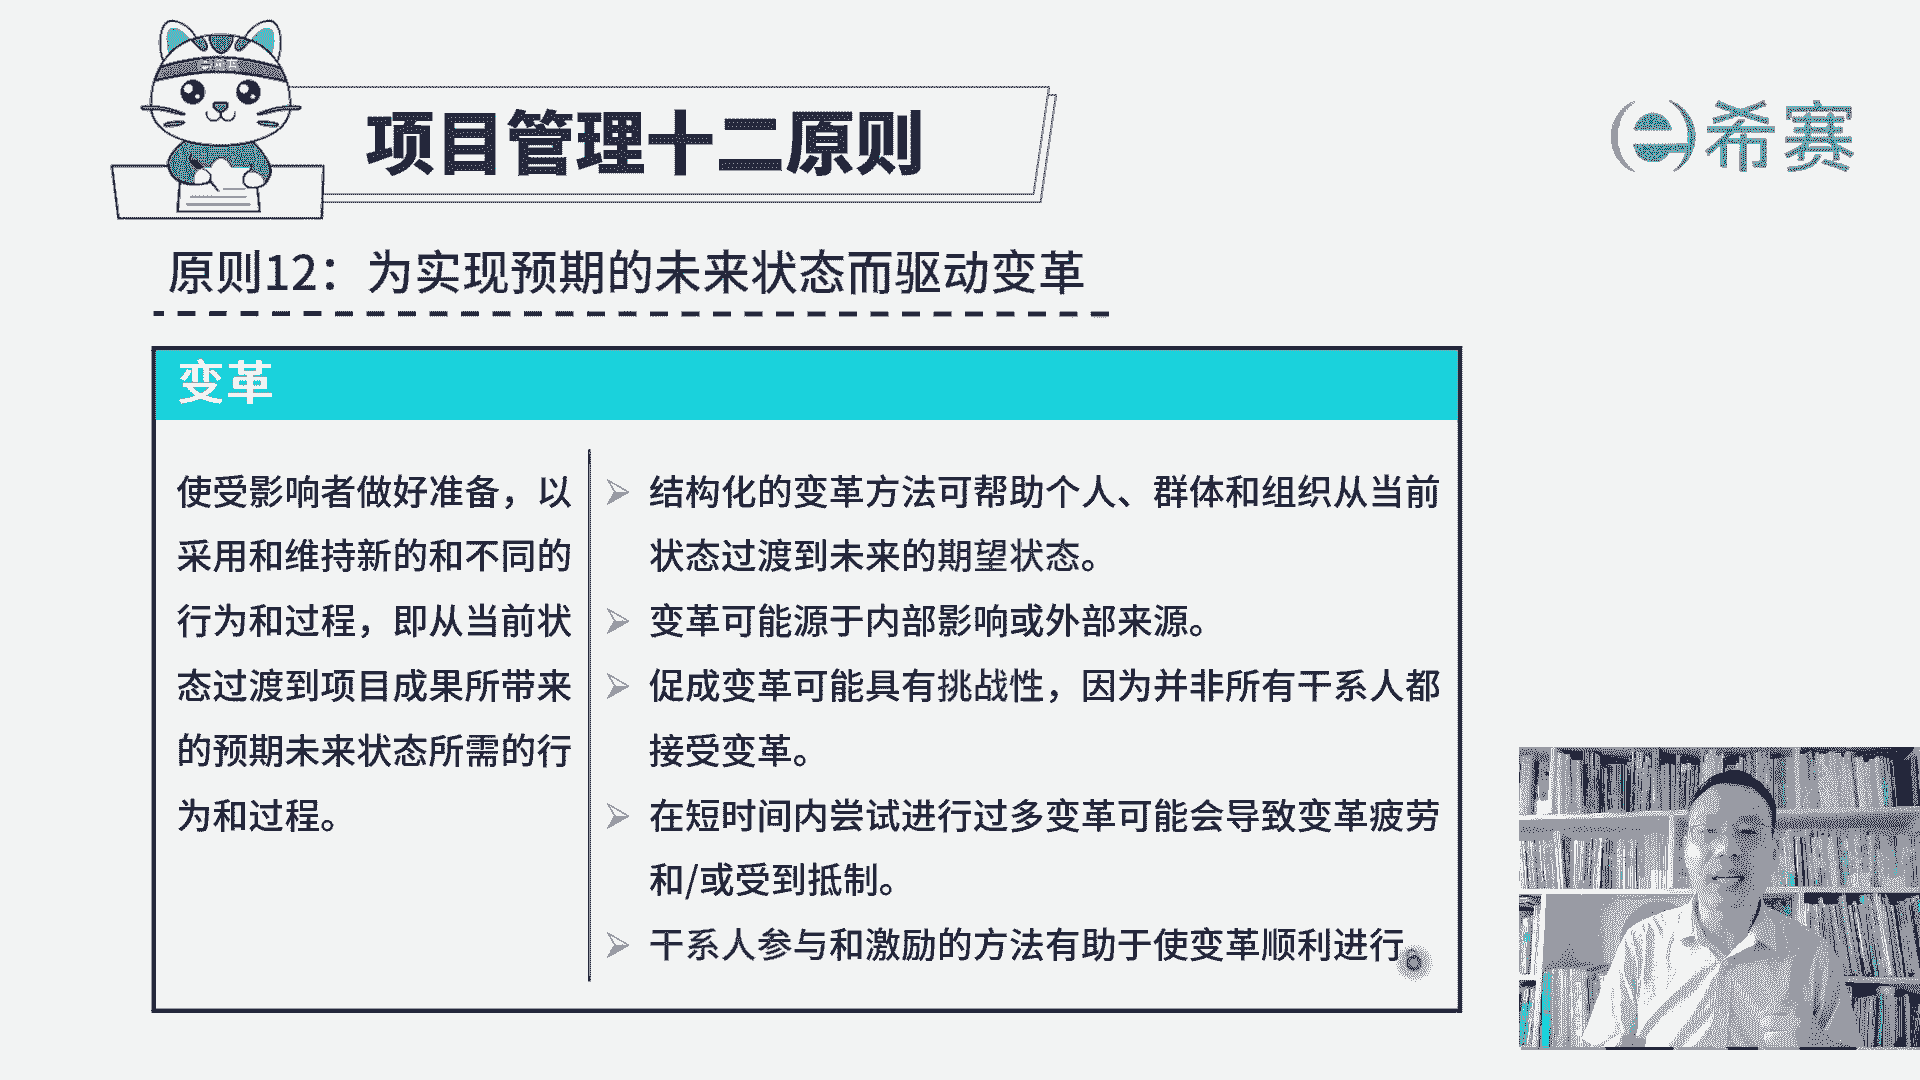 项目管理十二原则
希赛
原则12：为实现预期的未来状态而驱动变革
变革
使受影响者做好准备，以
采用和维持新的和不同的
行为和过程，即从当前状
态过渡到项目成果所带来
的预期未来状态所需的行
为和过程。
结构化的变革方法可帮助个人、群体和组织从当前
状态过渡到未来的期望状态。
变革可能源于内部影响或外部来源。
促成变革可能具有挑战性，因为并非所有干系人都
接受变革。
在短时间内尝试进行过多变革可能会导致变革疲劳
和/或受到抵制。
干系人参与和激励的方法有助于使变革顺利进行。